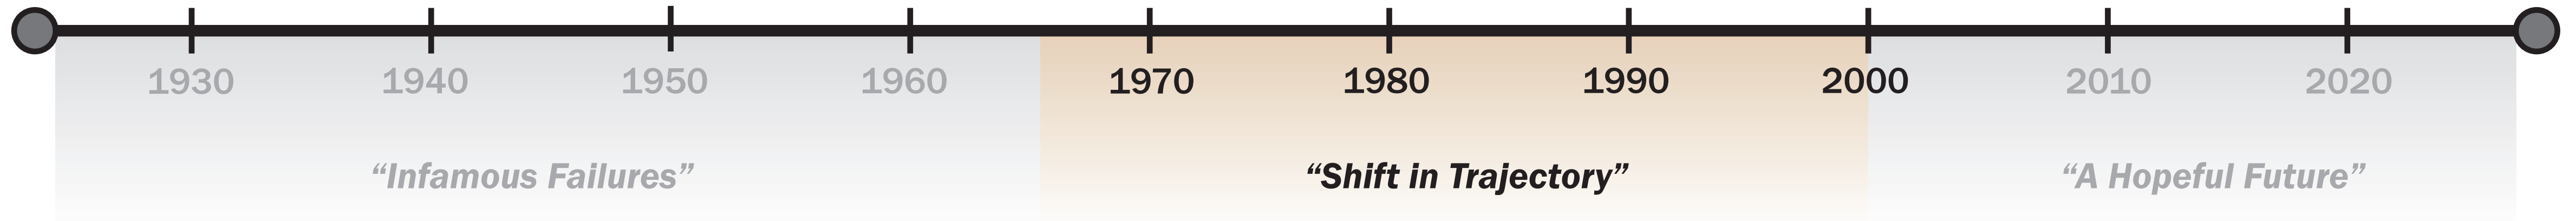 1930 1940 1950 1960 1970 1980 1990 2000 2010 2020
“Infamous Failures” “Shift in Trajectory” “A Hopeful Future”